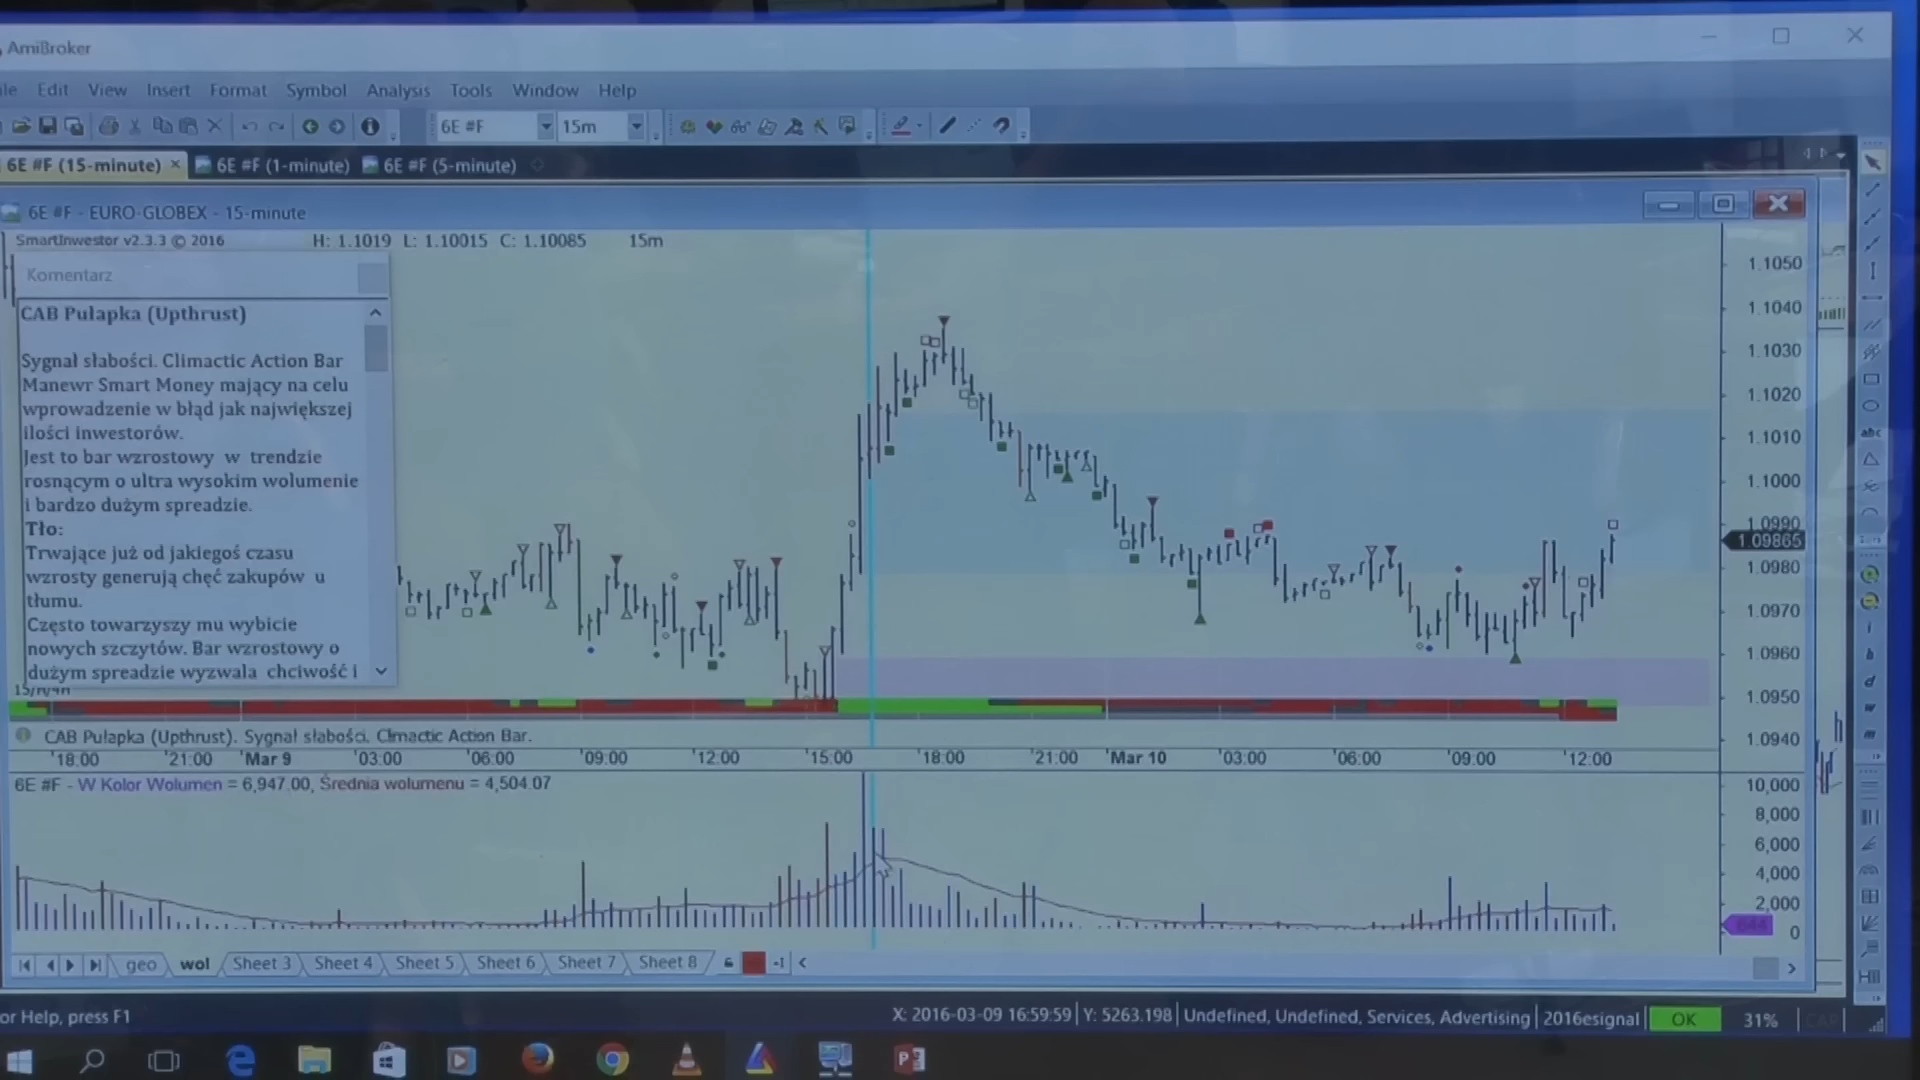 AmiBroker
Edit View Insert Format Symbol Analysis Tools Window Help
6E #F 15m
6E #F (15-minute) 6E #F (1-minute) 6E #F (5-minute)
6E #F - EURO-GLOBEX - 15-minute
SmartInwestor v2.3.3 © 2016 H: 1.1019 L: 1.10015 C: 1.10085 15m
Komentarz
CAB Pułapka (Upthrust)
Sygnał słabości. Climactic Action Bar
Manewr Smart Money mający na celu
wprowadzenie w błąd jak największej
ilości inwestorów.
Jest to bar wzrostowy w trendzie
rosnącym o ultra wysokim wolumenie
i bardzo dużym spreadzie.
Tło:
Trwające już od jakiegoś czasu
wzrosty generują chęć zakupów u
tłumu.
Często towarzyszy mu wybicie
nowych szczytów. Bar wzrostowy o
dużym spreadzie wyzwala chciwość i
1.1050
1.1040
1.1030
1.1020
1.1010
1.1000
1.0990
1.09865
1.0980
1.0970
1.0960
1.0950
1.0940
CAB Pułapka (Upthrust). Sygnał słabości. Climactic Action Bar.
18:00 21:00 Mar 9 03:00 06:00 09:00 12:00 15:00 18:00 21:00 Mar 10 03:00 06:00 09:00 12:00
6E #F - W Kolor Wolumen = 6,947.00, Średnia wolumenu = 4,504.07
10,000
8,000
6,000
4,000
2,000
0
geo wol Sheet 3 Sheet 4 Sheet 5 Sheet 6 Sheet 7 Sheet 8
or Help, press F1 X: 2016-03-09 16:59:59 Y: 5263.198 Undefined, Undefined, Services, Advertising 2016esignal OK 31%
abc